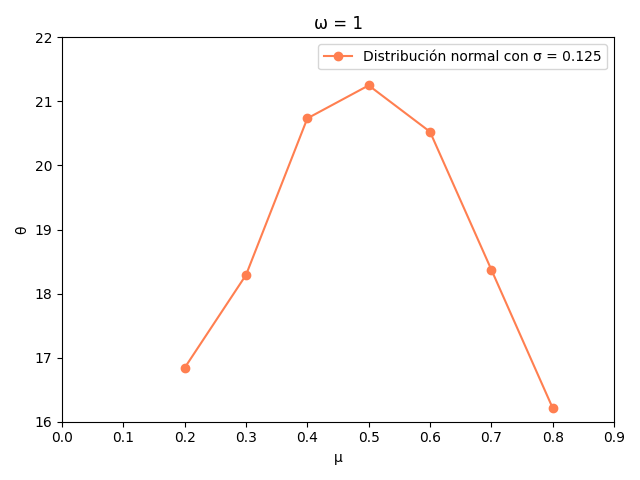 ω = 1
Distribución normal con σ = 0.125
22
21
20
19
18
17
16
θ
0.0 0.1 0.2 0.3 0.4 0.5 0.6 0.7 0.8 0.9
μ